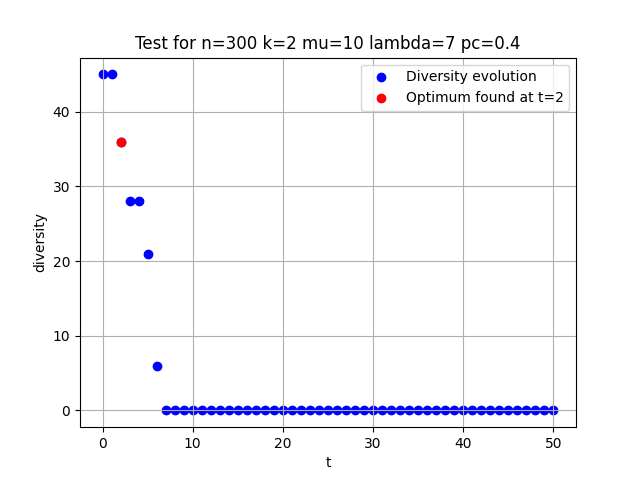 Test for n=300 k=2 mu=10 lambda=7 pc=0.4
Diversity evolution
Optimum found at t=2
diversity
40
30
20
10
0
0 10 20 30 40 50
t